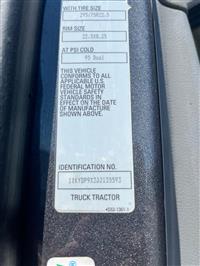 WITH TIRE SIZE
295/75R22.5
RIM SIZE
22.5X8.25
AT PSI COLD
95 Dual
THIS VEHICLE
CONFORMS TO ALL
APPLICABLE U.S.
FEDERAL MOTOR
VEHICLE SAFETY
STANDARDS IN
EFFECT ON THE
DATE OF
MANUFACTURE
SHOWN ABOVE.
IDENTIFICATION NO.
TRUCK TRACTOR